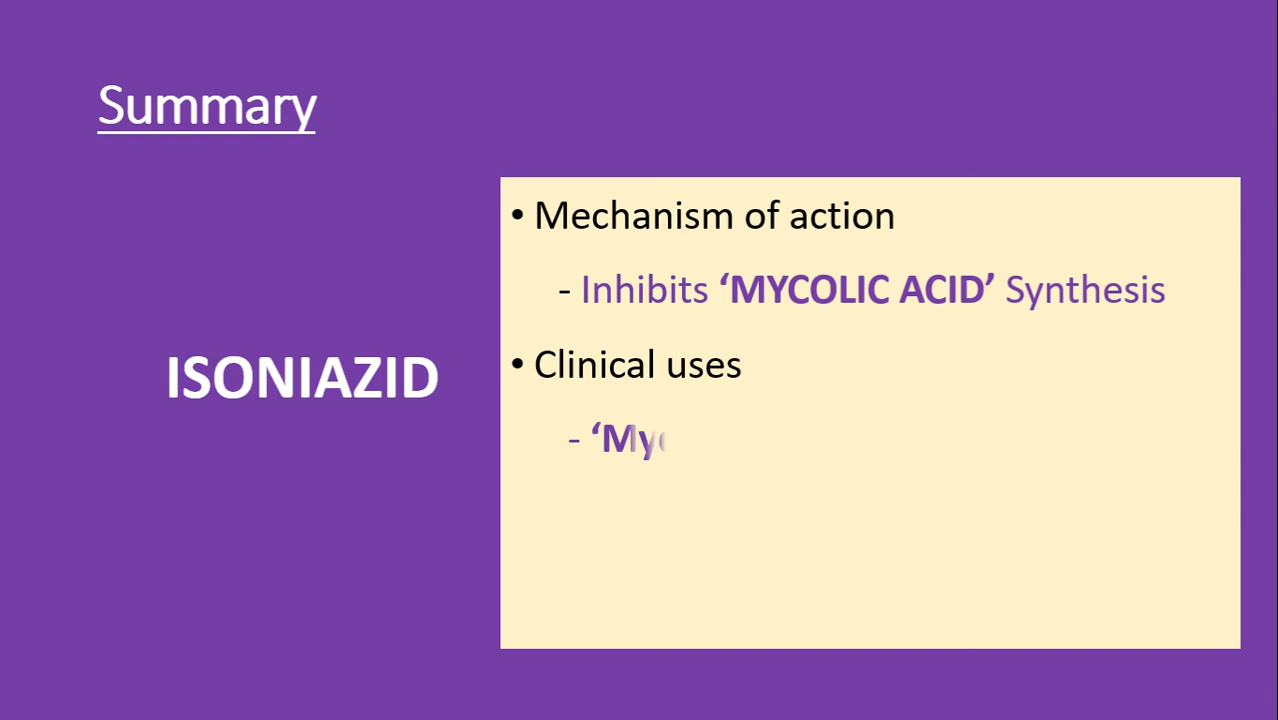 Summary
ISONIAZID
• Mechanism of action
- Inhibits ‘MYCOLIC ACID’ Synthesis
• Clinical uses
- ‘My